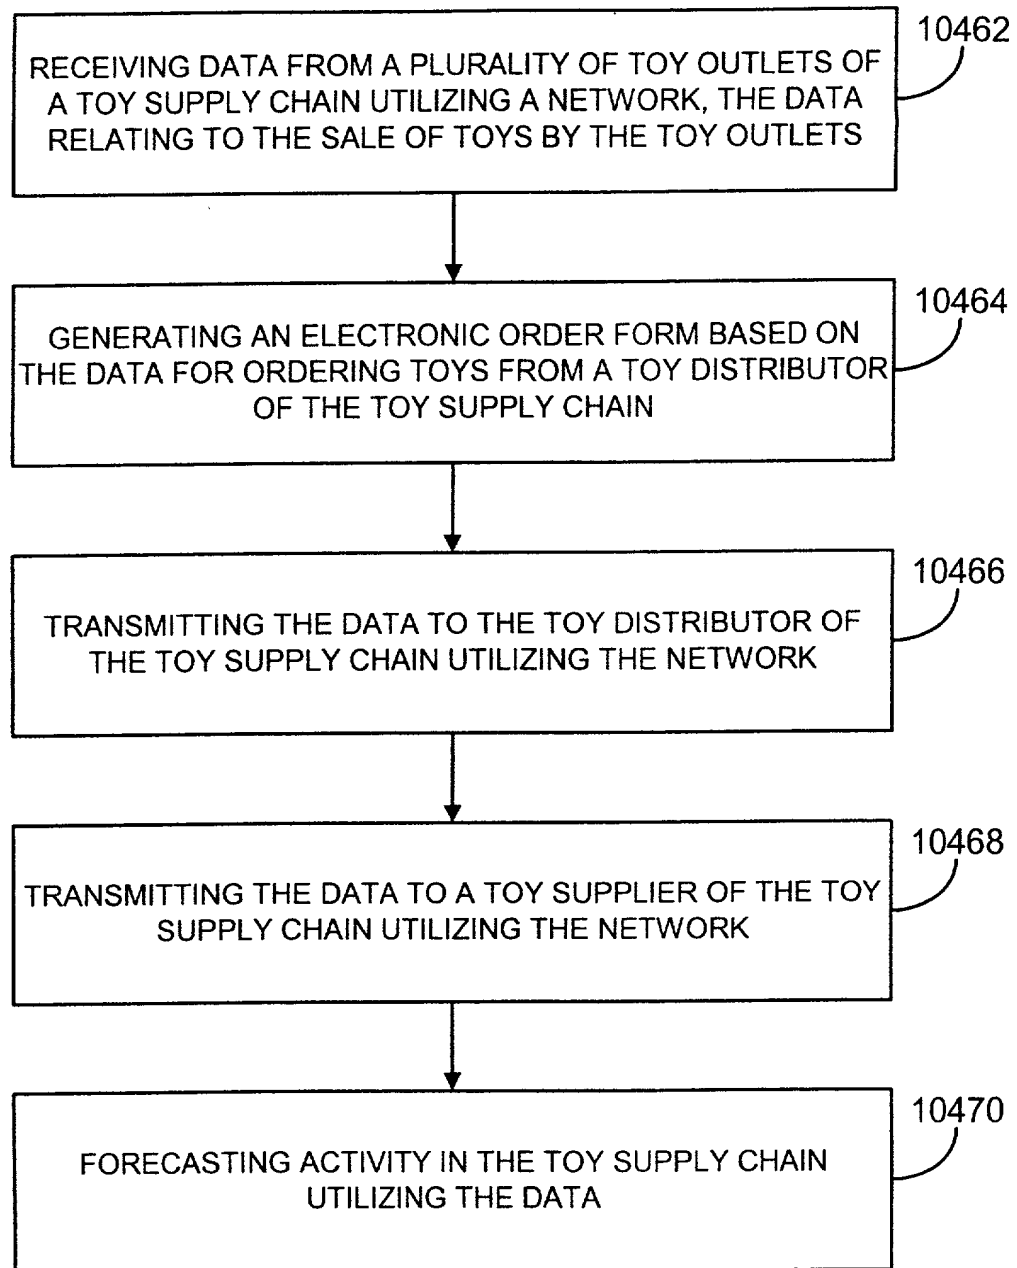 10462
RECEIVING DATA FROM A PLURALITY OF TOY OUTLETS OF
A TOY SUPPLY CHAIN UTILIZING A NETWORK, THE DATA
RELATING TO THE SALE OF TOYS BY THE TOY OUTLETS
10464
GENERATING AN ELECTRONIC ORDER FORM BASED ON
THE DATA FOR ORDERING TOYS FROM A TOY DISTRIBUTOR
OF THE TOY SUPPLY CHAIN
10466
TRANSMITTING THE DATA TO THE TOY DISTRIBUTOR OF
THE TOY SUPPLY CHAIN UTILIZING THE NETWORK
10468
TRANSMITTING THE DATA TO A TOY SUPPLIER OF THE TOY
SUPPLY CHAIN UTILIZING THE NETWORK
10470
FORECASTING ACTIVITY IN THE TOY SUPPLY CHAIN
UTILIZING THE DATA